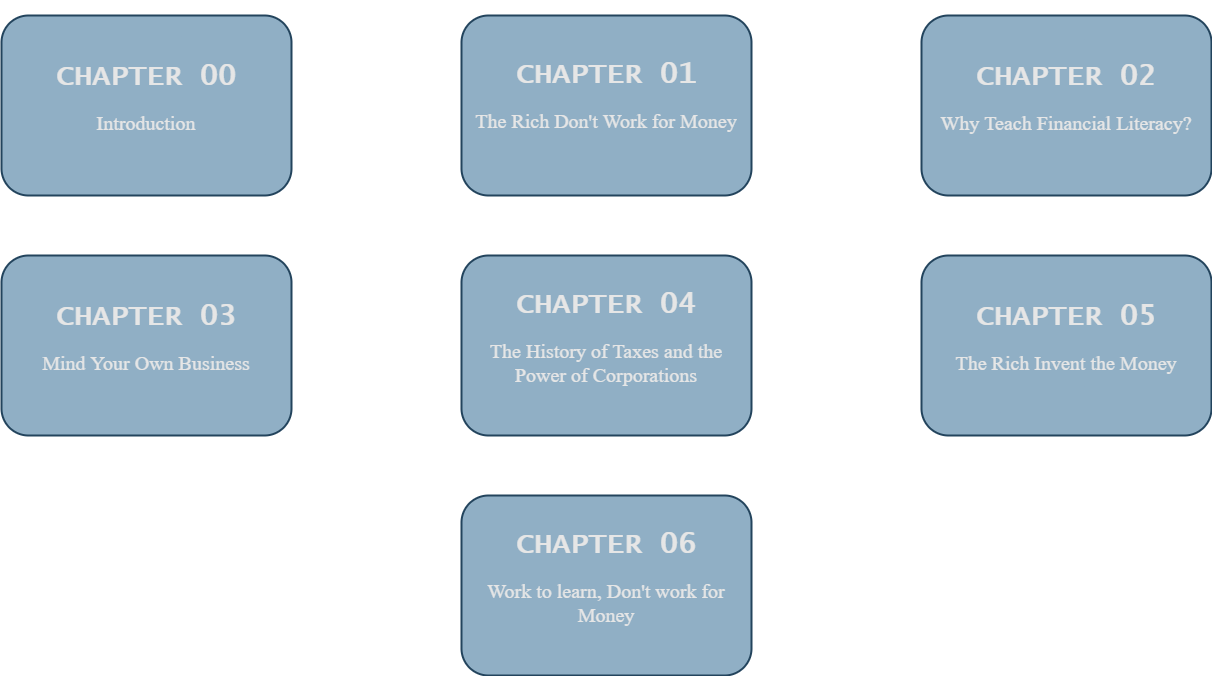 CHAPTER 00
Introduction
CHAPTER 01
The Rich Don't Work for Money
CHAPTER 02
Why Teach Financial Literacy?
CHAPTER 03
Mind Your Own Business
CHAPTER 04
The History of Taxes and the
Power of Corporations
CHAPTER 05
The Rich Invent the Money
CHAPTER 06
Work to learn, Don't work for
Money